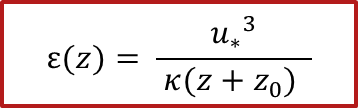 ε(z) = u*³ / κ(z + z₀)